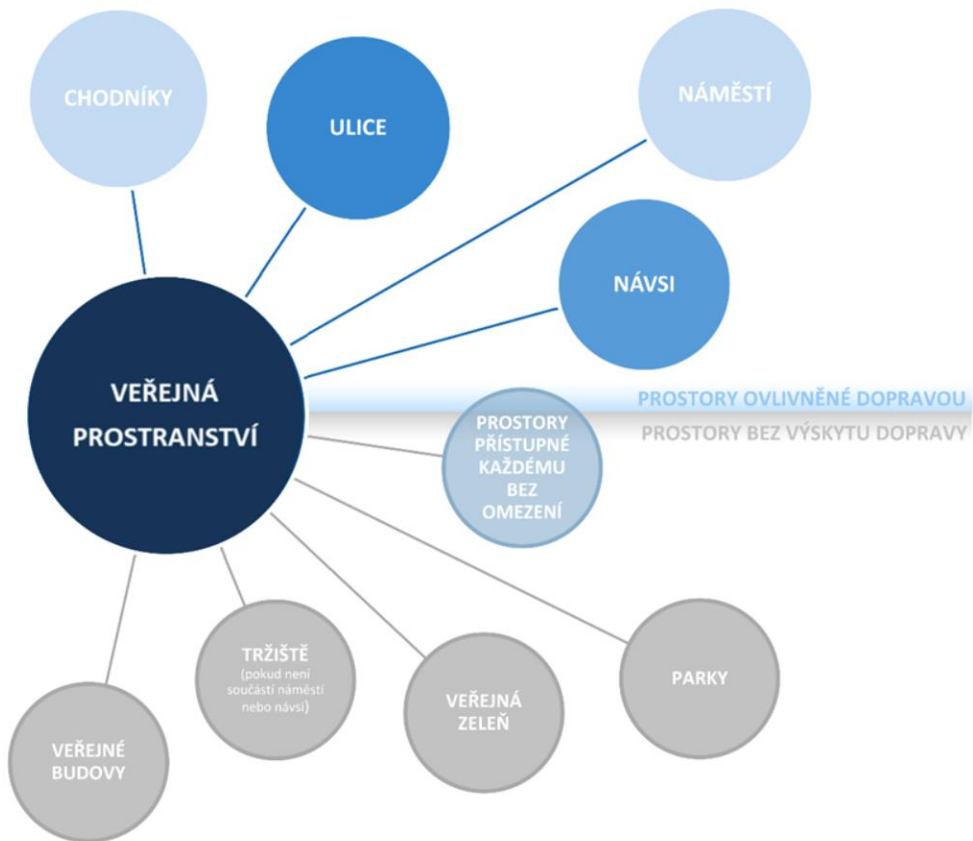 CHODNÍKY
ULICE
NÁMĚSTÍ
NÁVSI
VEŘEJNÁ
PROSTRANSTVÍ
PROSTORY OVLIVNĚNÉ DOPRAVOU
PROSTORY BEZ VÝSKYTU DOPRAVY
PROSTORY
PŘÍSTUPNÉ
KAŽDÉMU
BEZ
OMEZENÍ
TRŽIŠTĚ
(pokud není
součástí náměstí
nebo návsi)
VEŘEJNÁ
ZELEŇ
PARKY
VEŘEJNÉ
BUDOVY